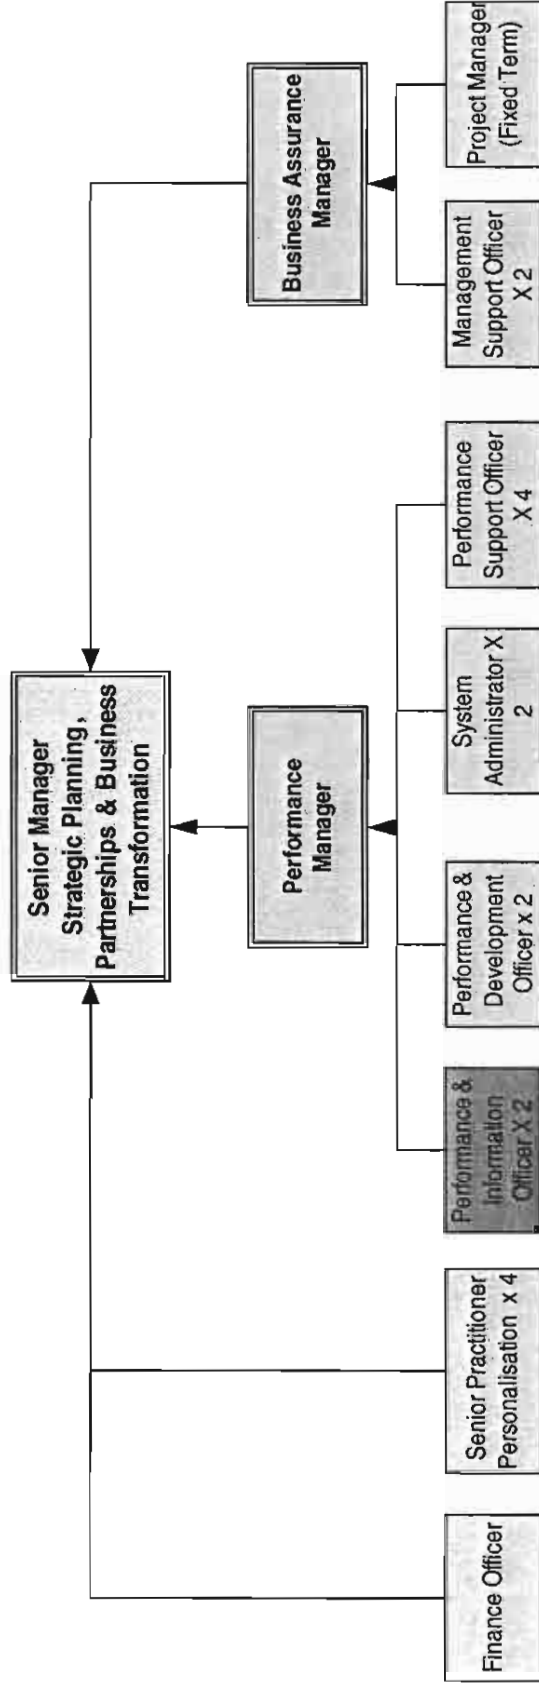 Senior Manager
Strategic Planning,
Partnerships & Business
Transformation
Performance
Manager
Business Assurance
Manager
Finance Officer
Senior Practitioner
Personalisation x 4
Performance &
Information
Officer X 2
Performance &
Development
Officer x 2
System
Administrator X
2
Performance
Support Officer
X 4
Management
Support Officer
X 2
Project Manager
(Fixed Term)